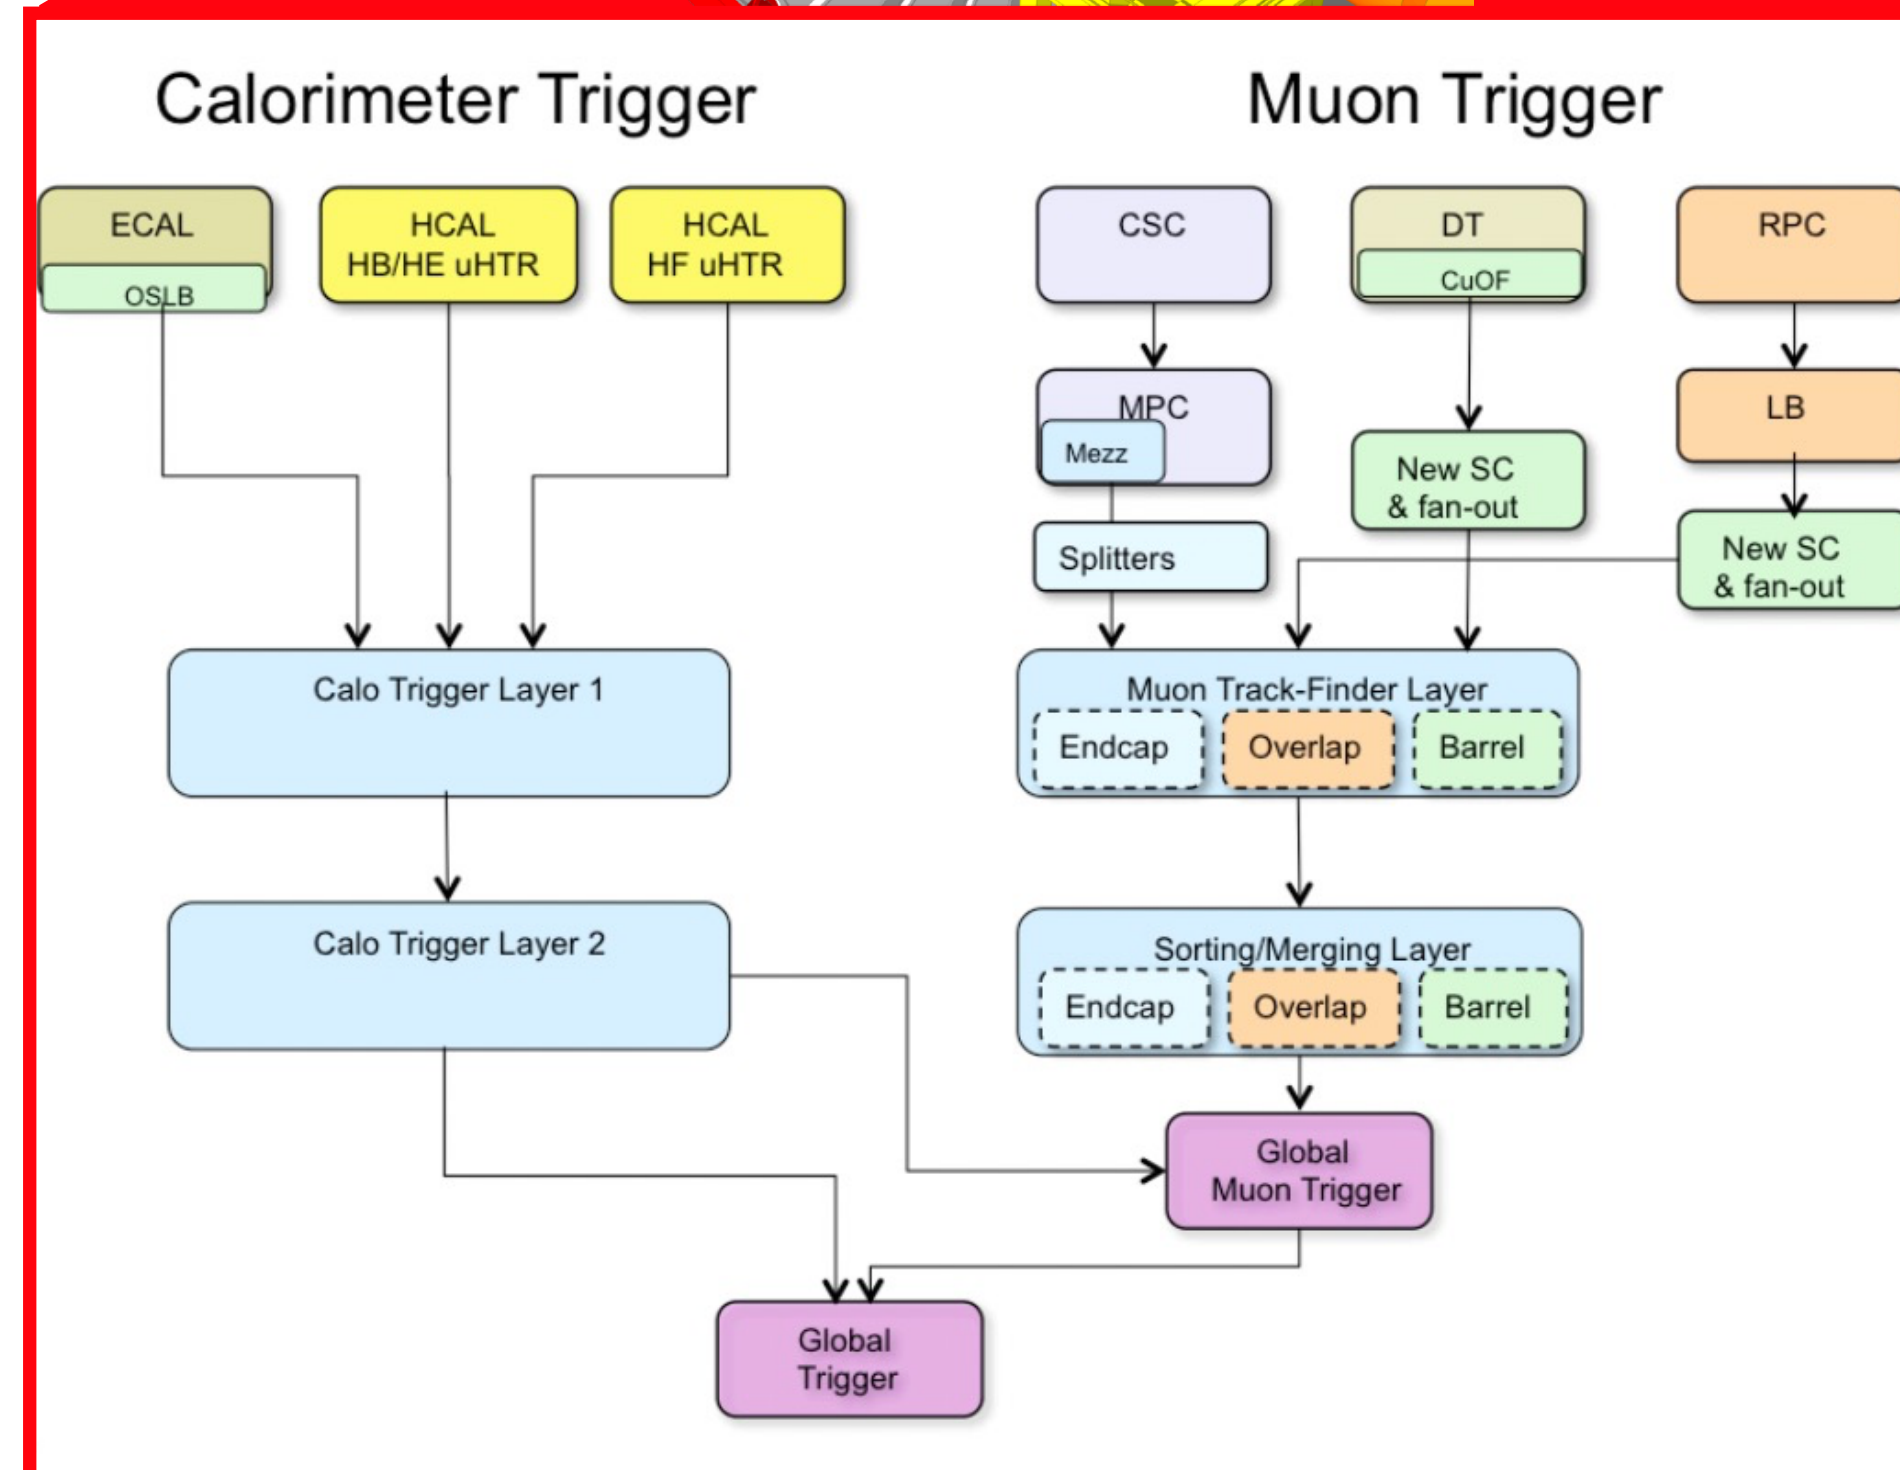 Calorimeter Trigger
Muon Trigger
ECAL
OSLB
HCAL
HB/HE uHTR
HCAL
HF uHTR
CSC
DT
CuOF
RPC
MPC
Mezz
LB
New SC
& fan-out
Splitters
New SC
& fan-out
Calo Trigger Layer 1
Muon Track-Finder Layer
Endcap
Overlap
Barrel
Calo Trigger Layer 2
Sorting/Merging Layer
Endcap
Overlap
Barrel
Global
Muon Trigger
Global
Trigger